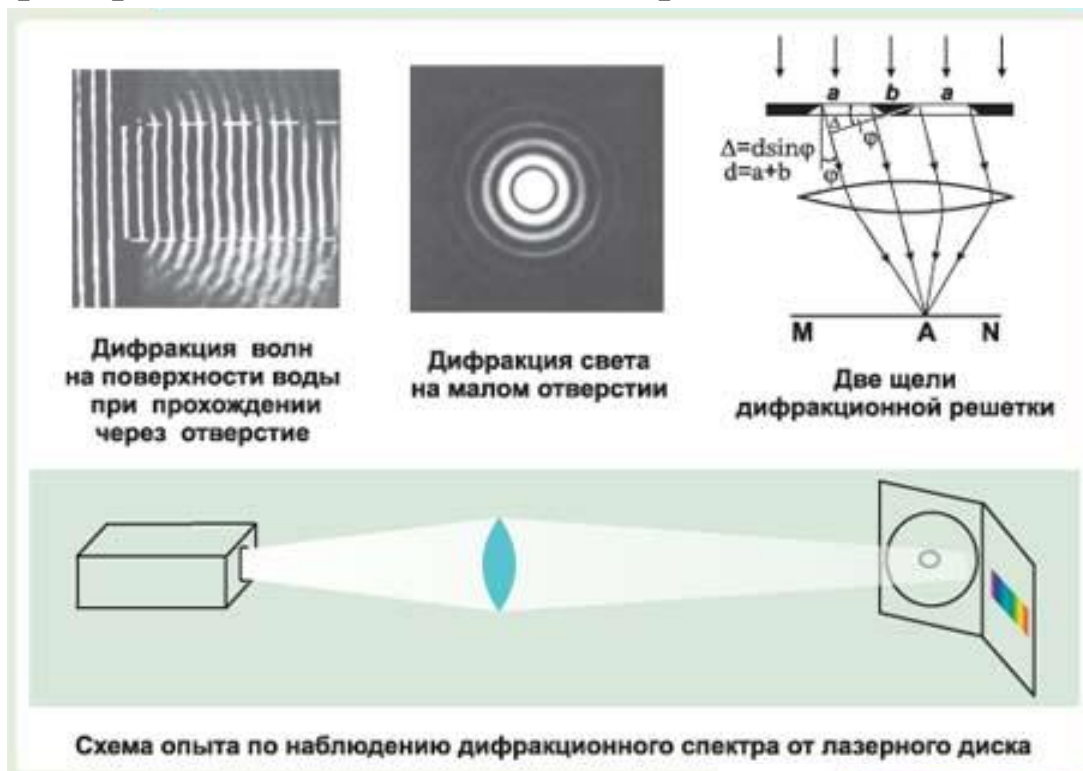 a b a
Δ
φ
Δ=dsinφ
d=a+b
φ
M A N
Дифракция волн
на поверхности воды
при прохождении
через отверстие
Дифракция света
на малом отверстии
Две щели
дифракционной решетки
Схема опыта по наблюдению дифракционного спектра от лазерного диска